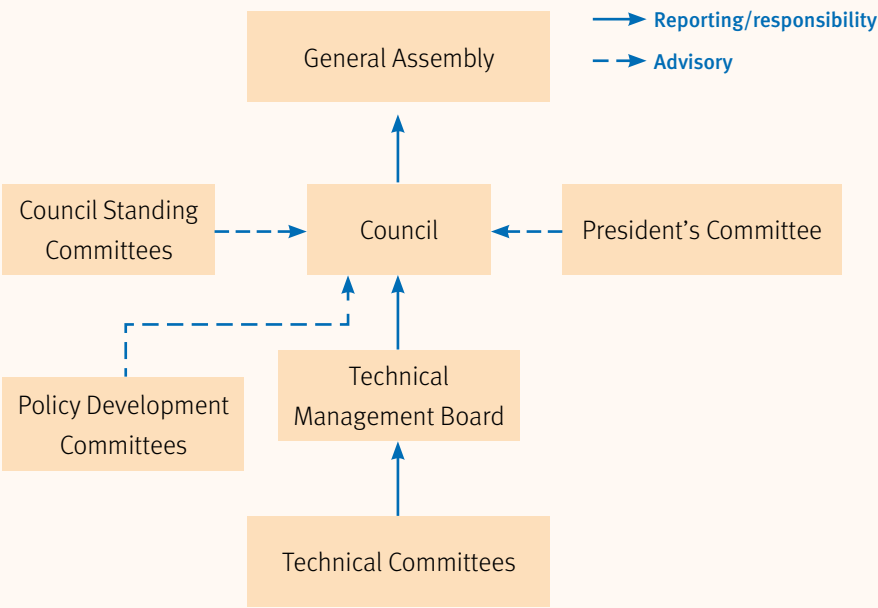 General Assembly
Reporting/responsibility
Advisory
Council Standing
Committees
Council
President’s Committee
Policy Development
Committees
Technical
Management Board
Technical Committees